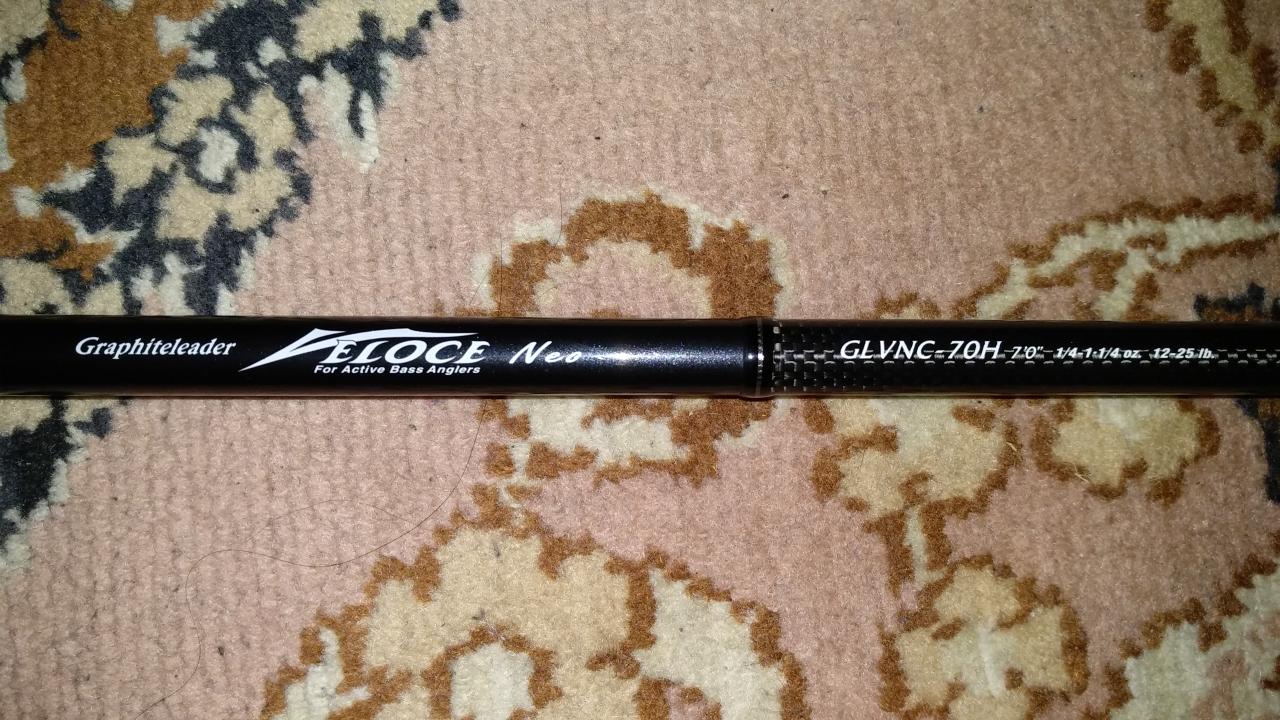 Graphiteleader VELOCE Neo GLVNC-70H 7'0" 1/4-1-1/4 oz. 12-25 lb.
For Active Bass Anglers